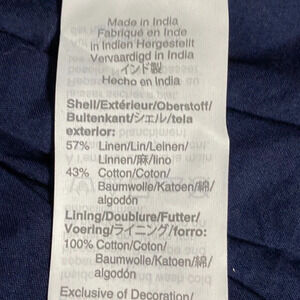 Made in India
Fabriqué en Inde
in Indien Hergestellt
Vervaardigd in India
インド製
Hecho en India
Shell/Extérieur/Oberstoff/
Buitenkant/シェル/tela
exterior:
57% Linen/Lin/Leinen/
Linnen/麻/lino
43% Cotton/Coton/
Baumwolle/Katoen/綿/
algodón
Lining/Doublure/Futter/
Voering/ライニング/forro:
100% Cotton/Coton/
Baumwolle/Katoen/綿/
algodón
Exclusive of Decoration/